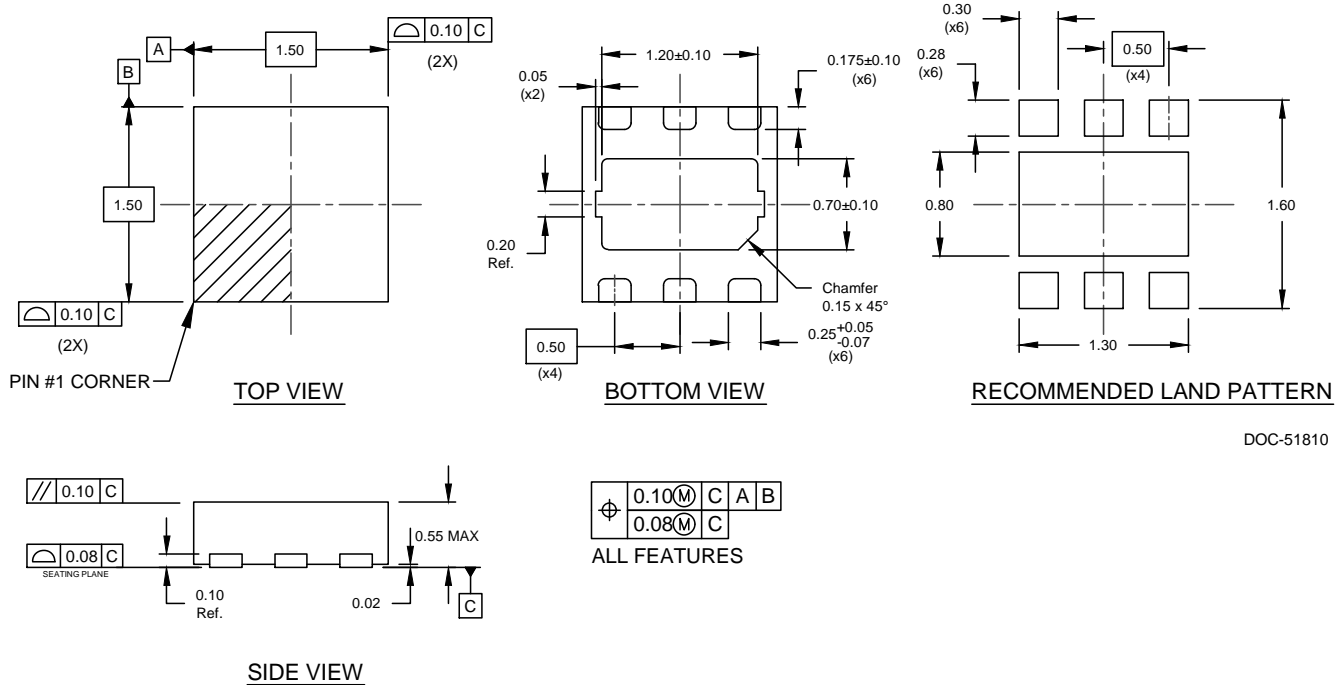 A
1.50
⌓ 0.10 C
(2X)
B
1.50
⌓ 0.10 C
(2X)
PIN #1 CORNER
TOP VIEW
1.20±0.10
0.05
(x2)
0.175±0.10
(x6)
0.70±0.10
0.20
Ref.
Chamfer
0.15 x 45°
0.25+0.05
-0.07
(x6)
0.50
(x4)
BOTTOM VIEW
0.30
(x6)
0.28
(x6)
0.50
(x4)
0.80
1.60
1.30
RECOMMENDED LAND PATTERN
DOC-51810
// 0.10 C
⌓ 0.08 C
SEATING PLANE
0.10
Ref.
0.55 MAX
0.02
C
SIDE VIEW
⌖ 0.10Ⓜ C A B
0.08Ⓜ C
ALL FEATURES